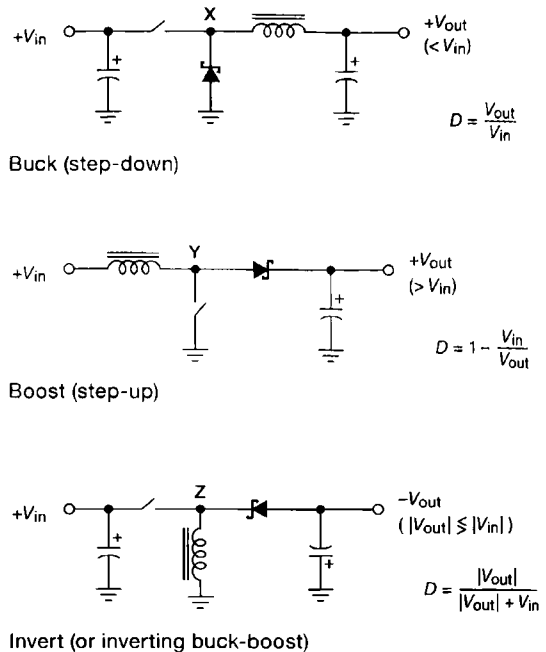 X
+Vin
+
+
+Vout
(< Vin)
D = Vout / Vin
Buck (step-down)
Y
+Vin
+
+Vout
(> Vin)
D = 1 − Vin / Vout
Boost (step-up)
Z
+Vin
+
+
−Vout
( |Vout| ≶ |Vin| )
D = |Vout| / |Vout| + Vin
Invert (or inverting buck-boost)